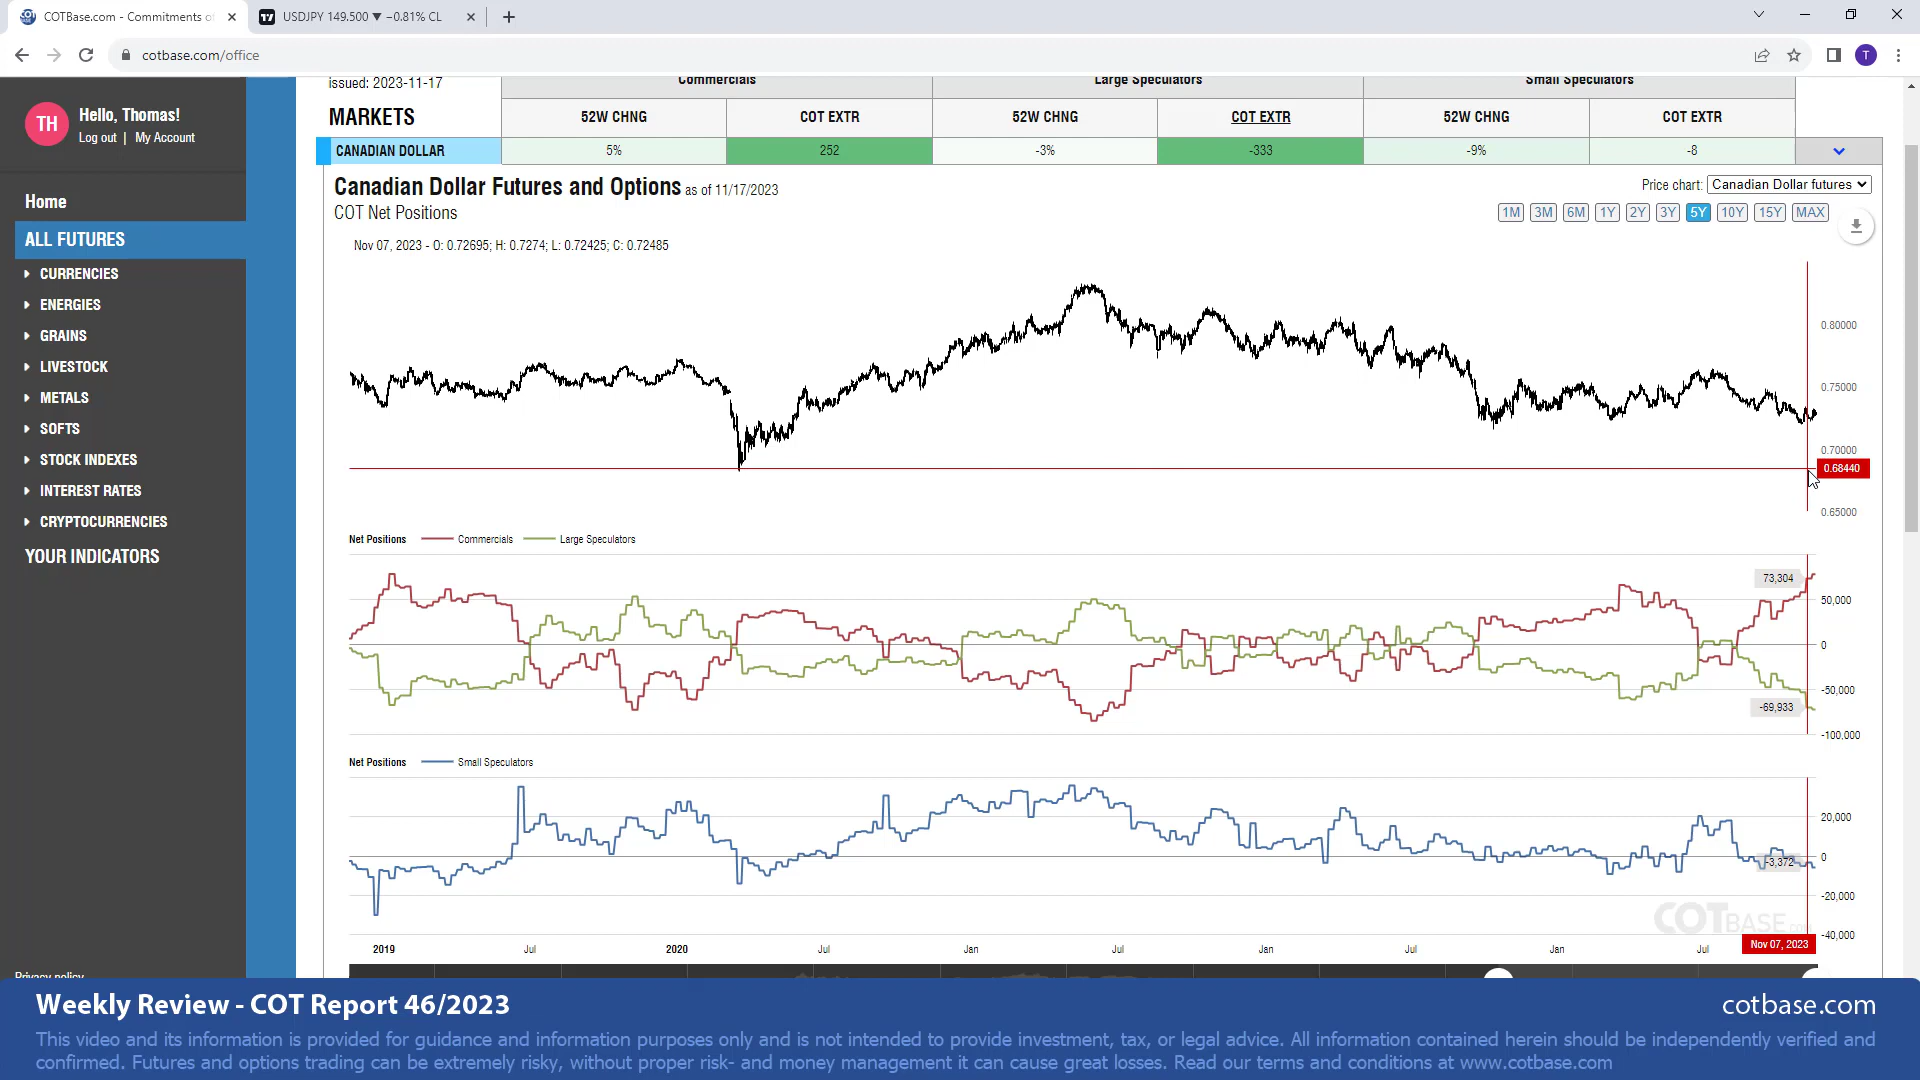 COTBase.com - Commitments of
USDJPY 149.500 ▼ −0.81% CL
cotbase.com/office
T
issued: 2023-11-17
Commercials
Large Speculators
Small Speculators
MARKETS
52W CHNG
COT EXTR
52W CHNG
COT EXTR
52W CHNG
COT EXTR
CANADIAN DOLLAR
5%
252
-3%
-333
-9%
-8
TH
Hello, Thomas!
Log out | My Account
Home
ALL FUTURES
CURRENCIES
ENERGIES
GRAINS
LIVESTOCK
METALS
SOFTS
STOCK INDEXES
INTEREST RATES
CRYPTOCURRENCIES
YOUR INDICATORS
Privacy policy
Canadian Dollar Futures and Options as of 11/17/2023
COT Net Positions
Price chart: Canadian Dollar futures
1M 3M 6M 1Y 2Y 3Y 5Y 10Y 15Y MAX
Nov 07, 2023 - O: 0.72695; H: 0.7274; L: 0.72425; C: 0.72485
0.80000
0.75000
0.70000
0.68440
0.65000
Net Positions Commercials Large Speculators
73,304
50,000
0
-50,000
-69,933
-100,000
Net Positions Small Speculators
20,000
0
-3,372
-20,000
COTBASE.com
-40,000
2019 Jul 2020 Jul Jan Jul Jan Jul Jan Jul Nov 07, 2023
Weekly Review - COT Report 46/2023
cotbase.com
This video and its information is provided for guidance and information purposes only and is not intended to provide investment, tax, or legal advice. All information contained herein should be independently verified and
confirmed. Futures and options trading can be extremely risky, without proper risk- and money management it can cause great losses. Read our terms and conditions at www.cotbase.com